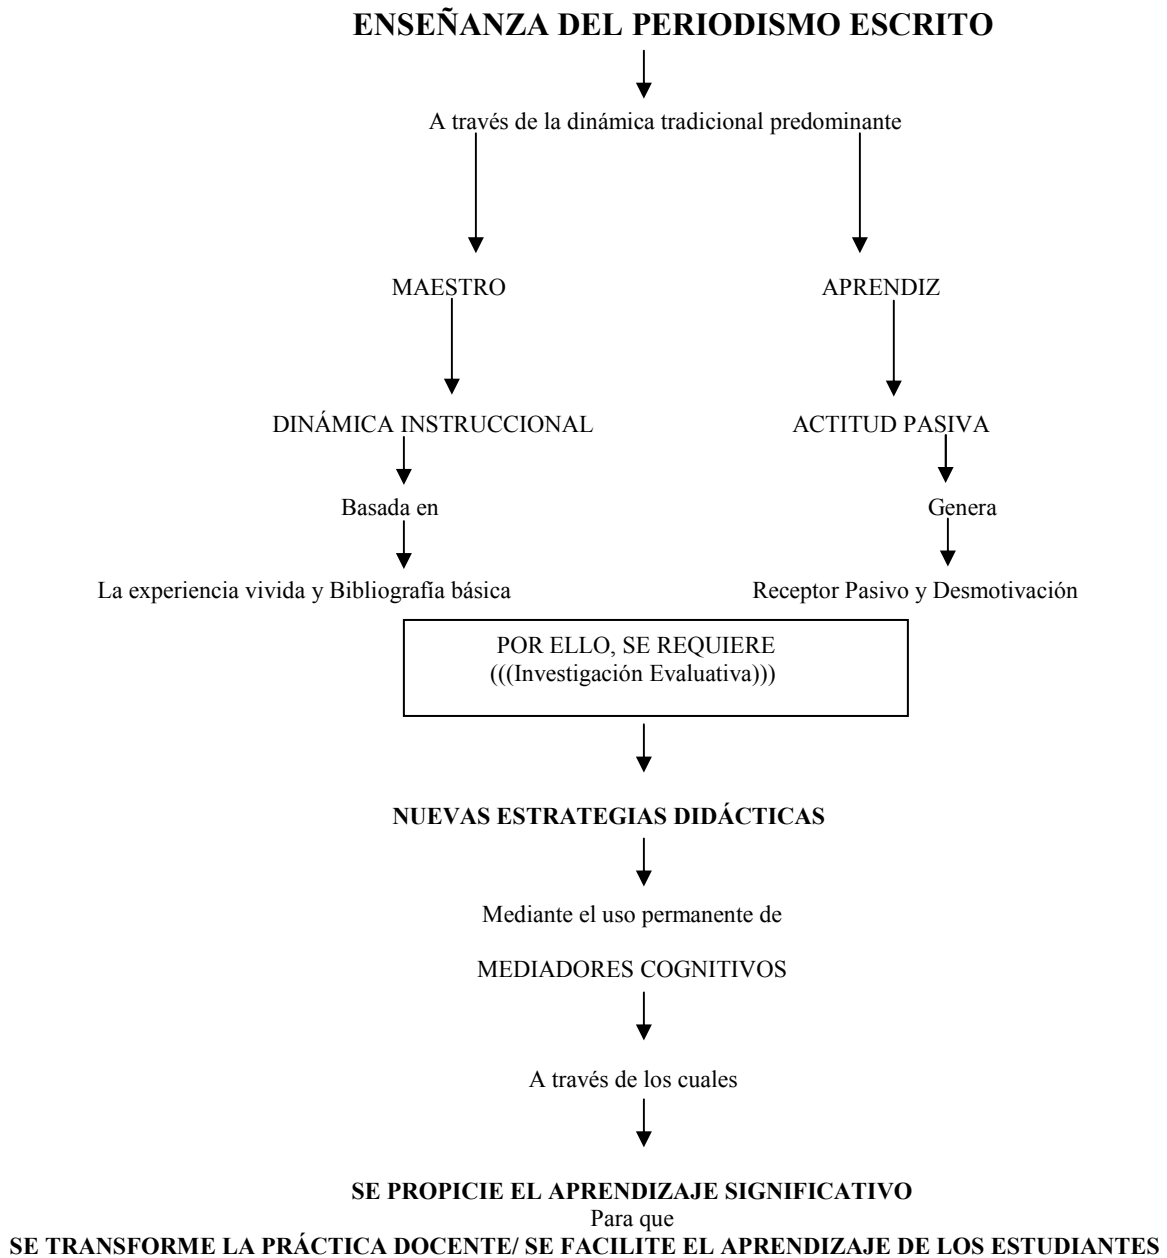 ENSEÑANZA DEL PERIODISMO ESCRITO
A través de la dinámica tradicional predominante
MAESTRO
APRENDIZ
DINÁMICA INSTRUCCIONAL
ACTITUD PASIVA
Basada en
Genera
La experiencia vivida y Bibliografía básica
Receptor Pasivo y Desmotivación
POR ELLO, SE REQUIERE
(((Investigación Evaluativa)))
NUEVAS ESTRATEGIAS DIDÁCTICAS
Mediante el uso permanente de
MEDIADORES COGNITIVOS
A través de los cuales
SE PROPICIE EL APRENDIZAJE SIGNIFICATIVO
Para que
SE TRANSFORME LA PRÁCTICA DOCENTE/ SE FACILITE EL APRENDIZAJE DE LOS ESTUDIANTES